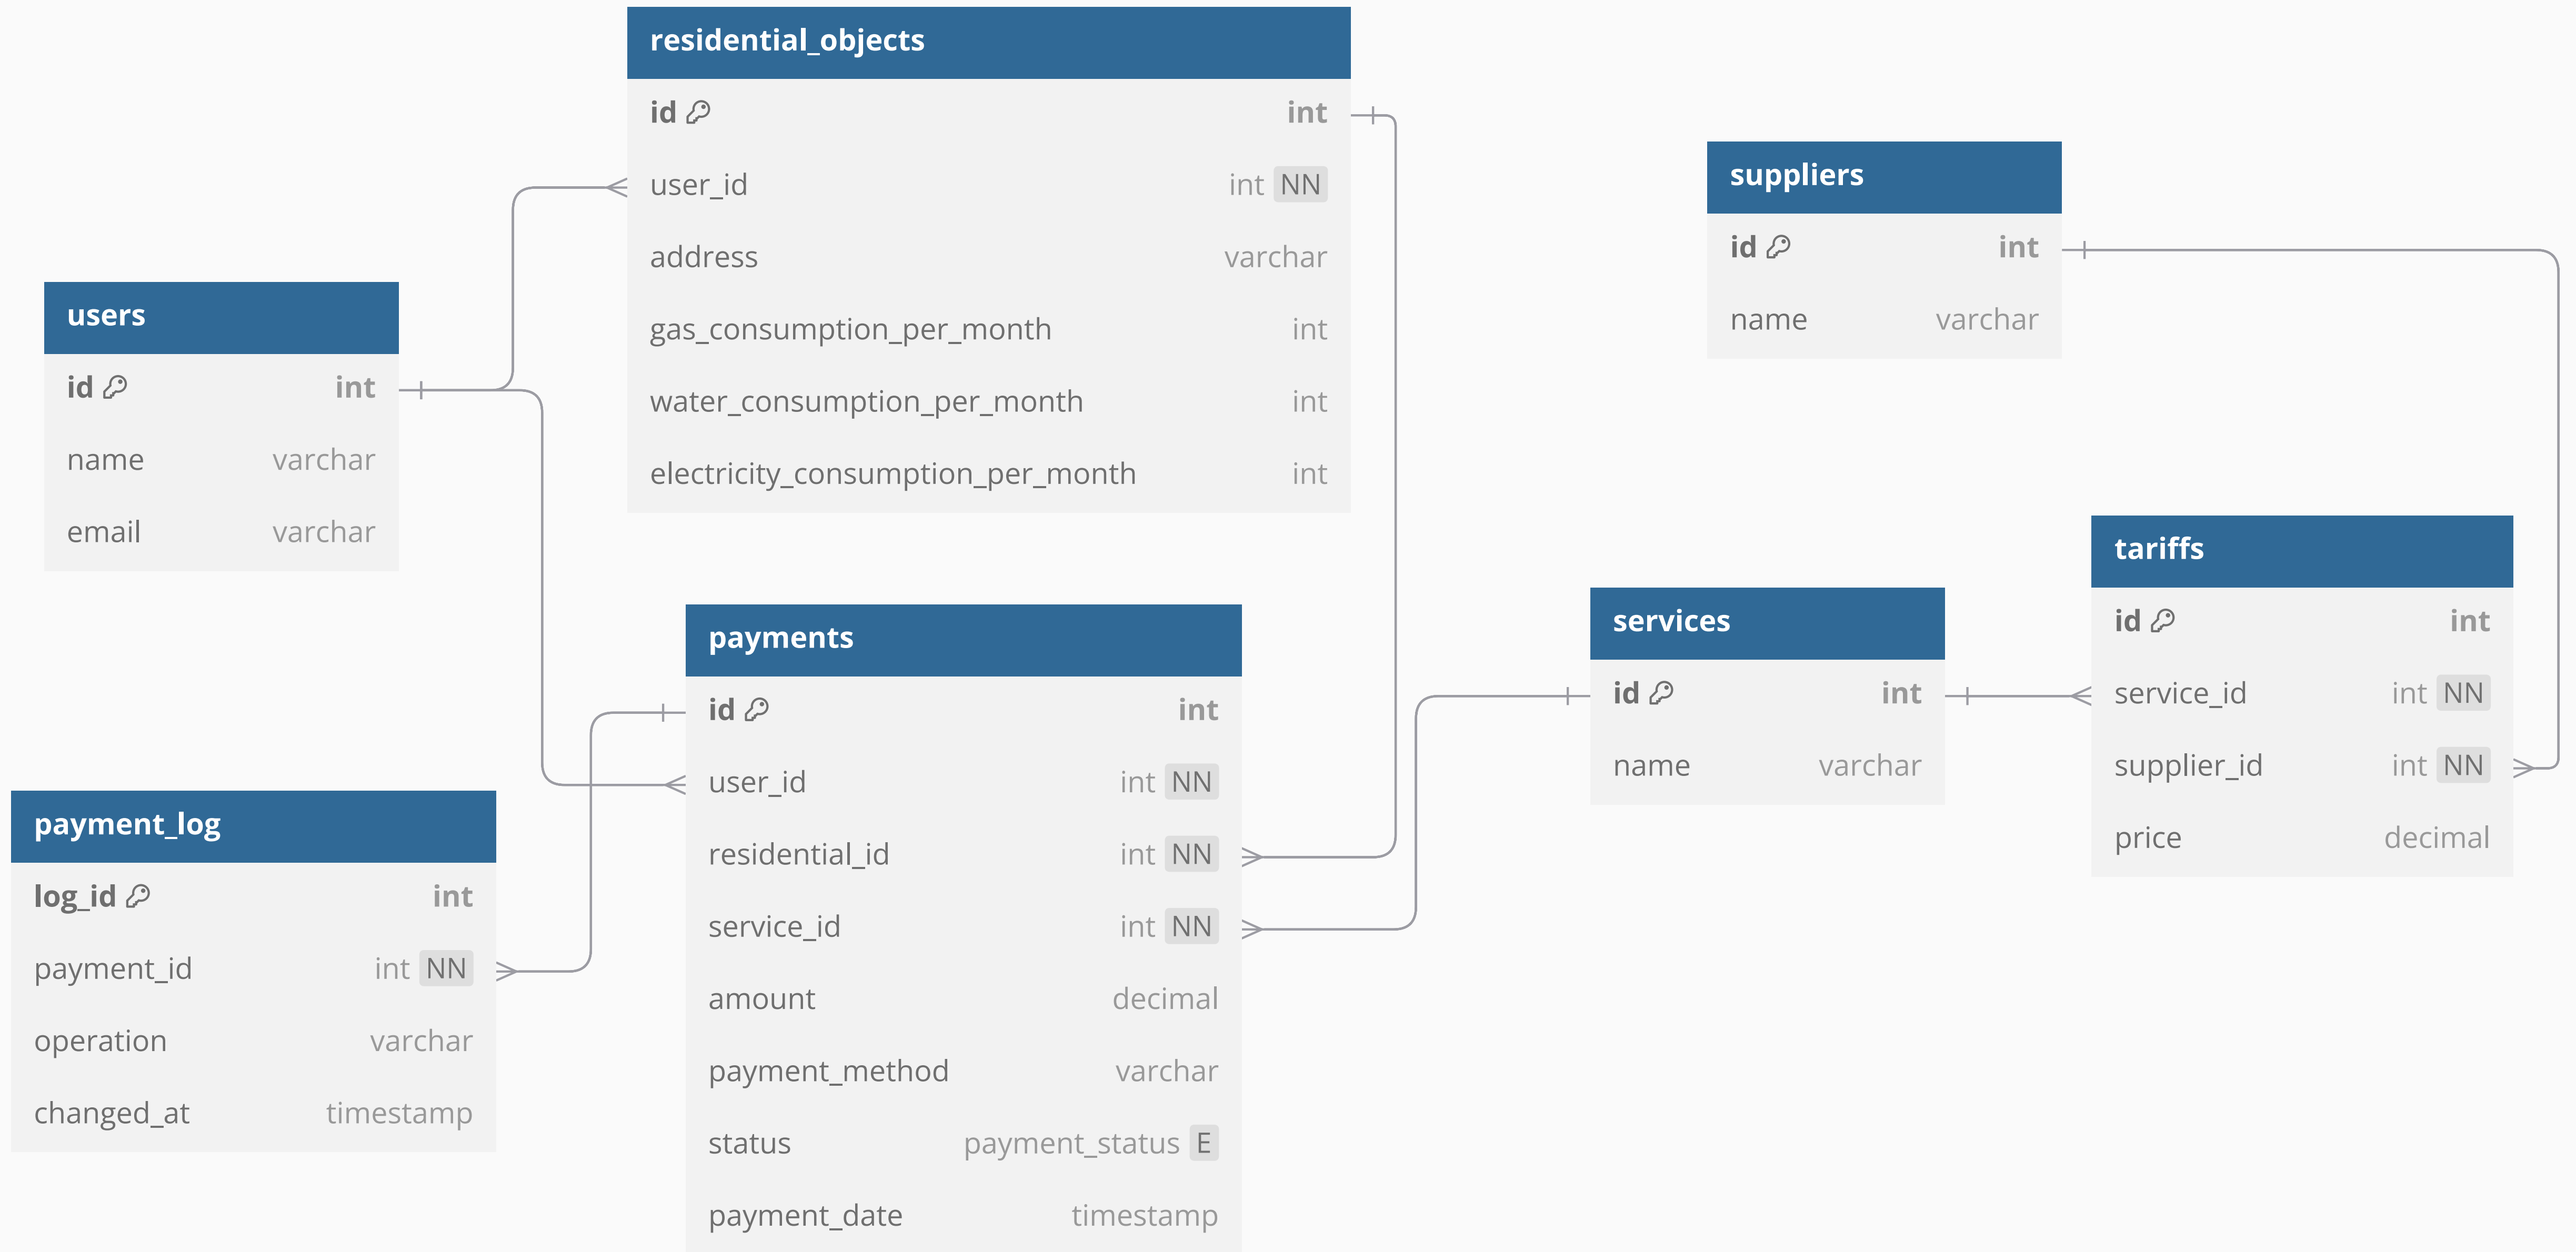 residential_objects
id int
user_id int NN
address varchar
gas_consumption_per_month int
water_consumption_per_month int
electricity_consumption_per_month int
suppliers
id int
name varchar
users
id int
name varchar
email varchar
tariffs
id int
service_id int NN
supplier_id int NN
price decimal
services
id int
name varchar
payments
id int
user_id int NN
residential_id int NN
service_id int NN
amount decimal
payment_method varchar
status payment_status E
payment_date timestamp
payment_log
log_id int
payment_id int NN
operation varchar
changed_at timestamp